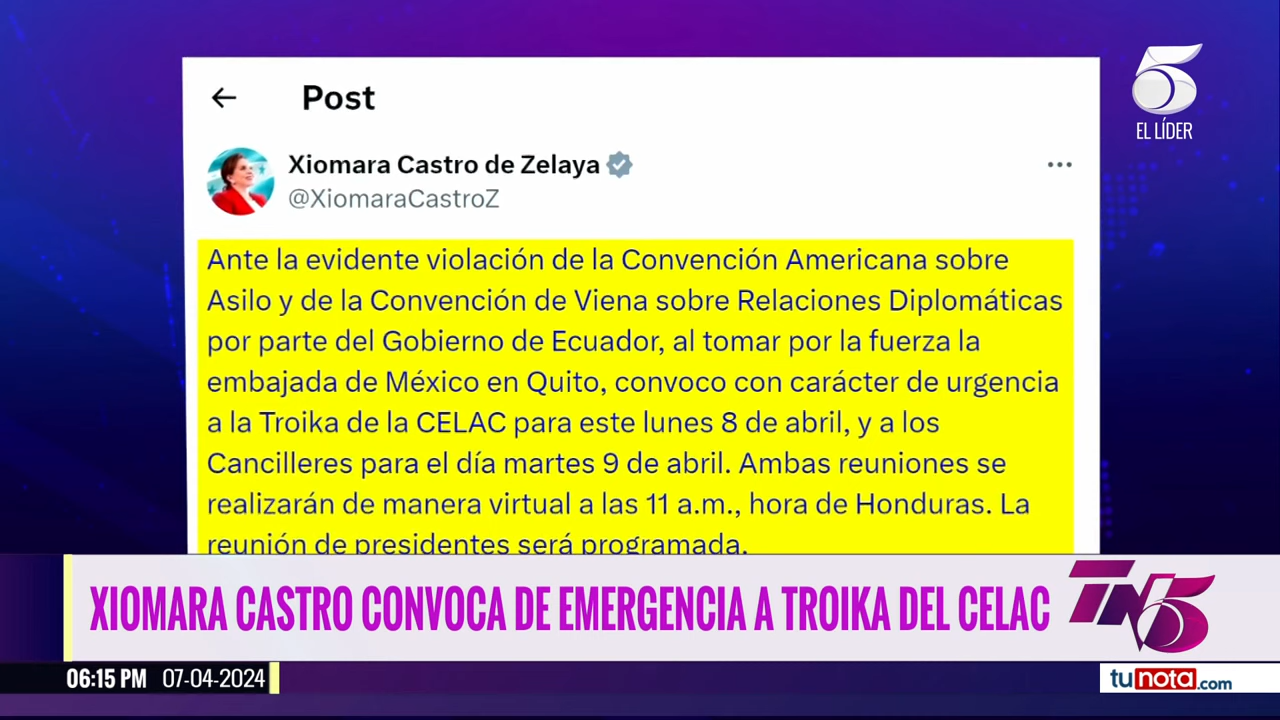 Post
5
EL LÍDER
Xiomara Castro de Zelaya
@XiomaraCastroZ
Ante la evidente violación de la Convención Americana sobre
Asilo y de la Convención de Viena sobre Relaciones Diplomáticas
por parte del Gobierno de Ecuador, al tomar por la fuerza la
embajada de México en Quito, convoco con carácter de urgencia
a la Troika de la CELAC para este lunes 8 de abril, y a los
Cancilleres para el día martes 9 de abril. Ambas reuniones se
realizarán de manera virtual a las 11 a.m., hora de Honduras. La
reunión de presidentes será programada.
XIOMARA CASTRO CONVOCA DE EMERGENCIA A TROIKA DEL CELAC
TN5
06:15 PM 07-04-2024
tunota.com